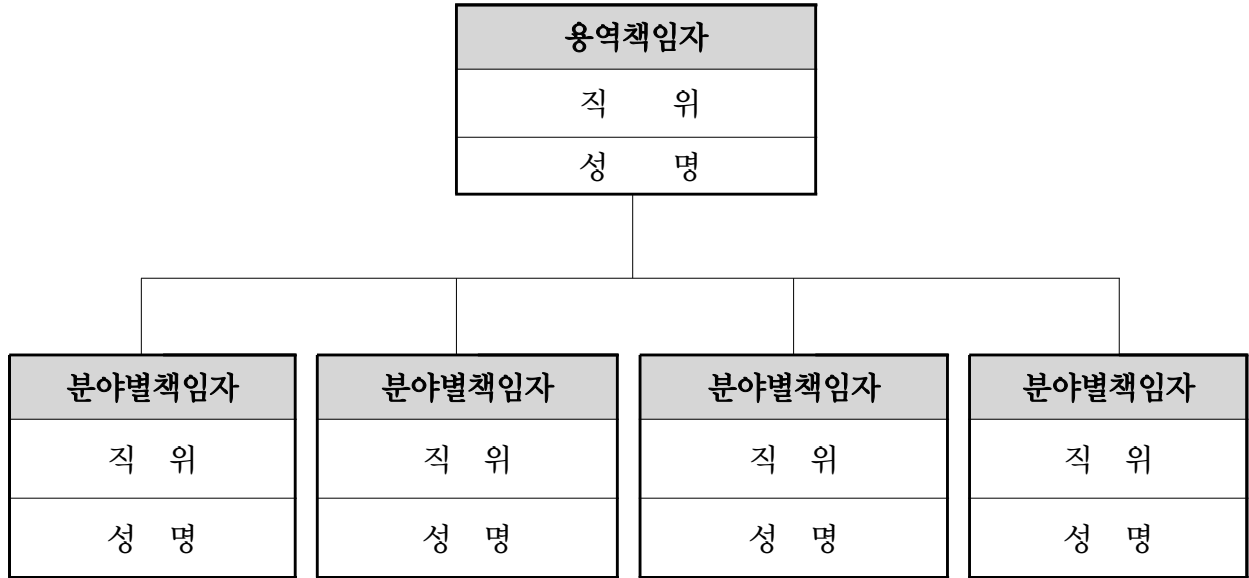 용역책임자
직 위
성 명
분야별책임자 분야별책임자 분야별책임자 분야별책임자
직 위 직 위 직 위 직 위
성 명 성 명 성 명 성 명